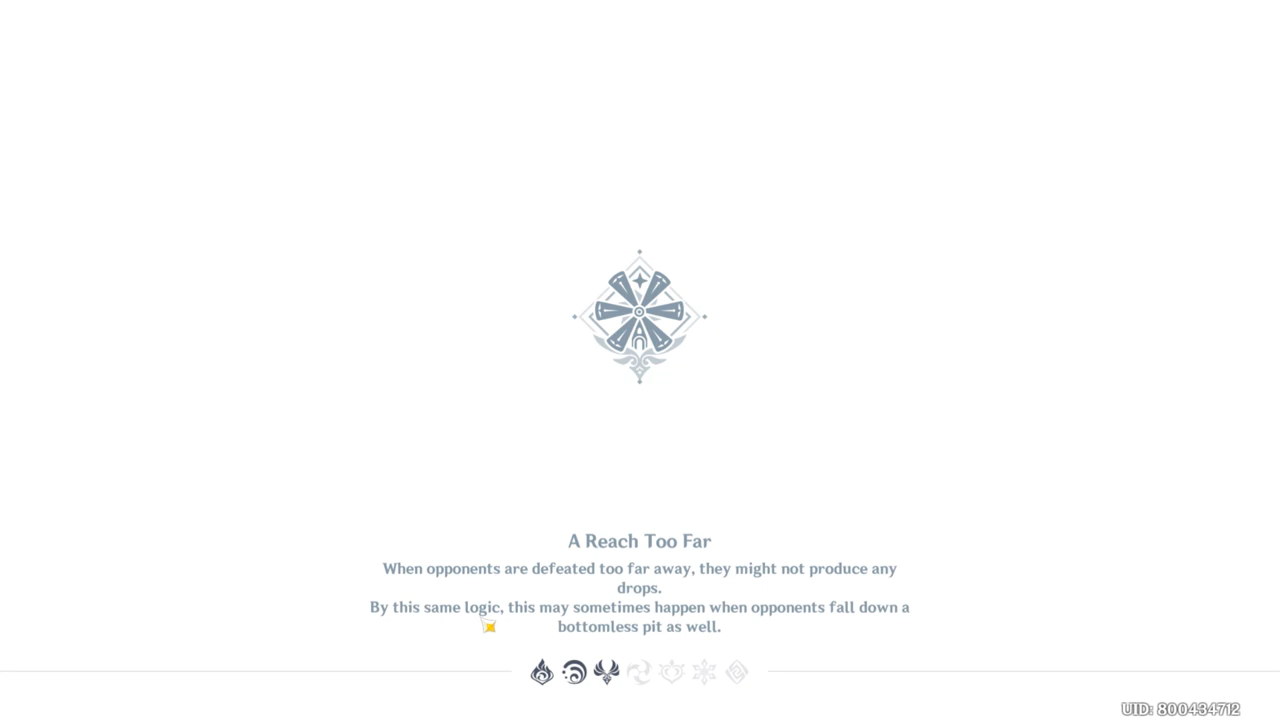 A Reach Too Far
When opponents are defeated too far away, they might not produce any
drops.
By this same logic, this may sometimes happen when opponents fall down a
bottomless pit as well.
UID: 800434712